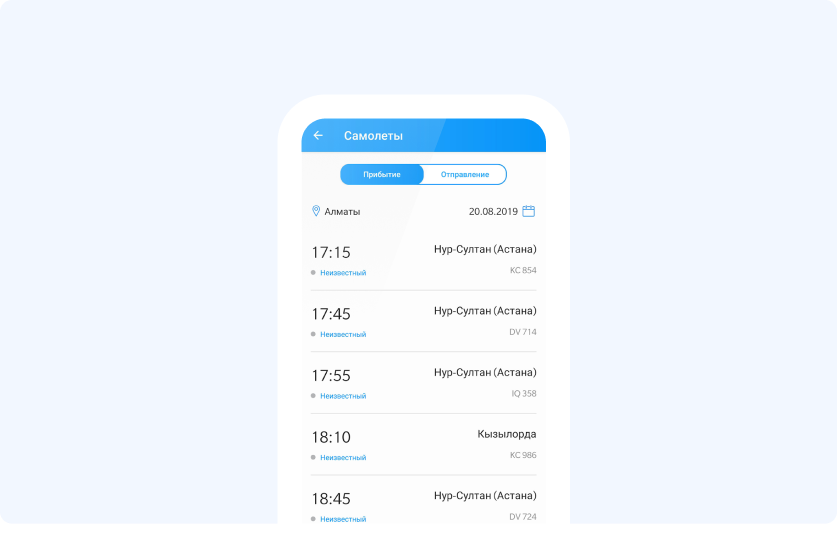 Самолеты
Прибытие Отправление
Алматы 20.08.2019
17:15 Нур-Султан (Астана)
Неизвестный KC 854
17:45 Нур-Султан (Астана)
Неизвестный DV 714
17:55 Нур-Султан (Астана)
Неизвестный IQ 358
18:10 Кызылорда
Неизвестный KC 986
18:45 Нур-Султан (Астана)
Неизвестный DV 724